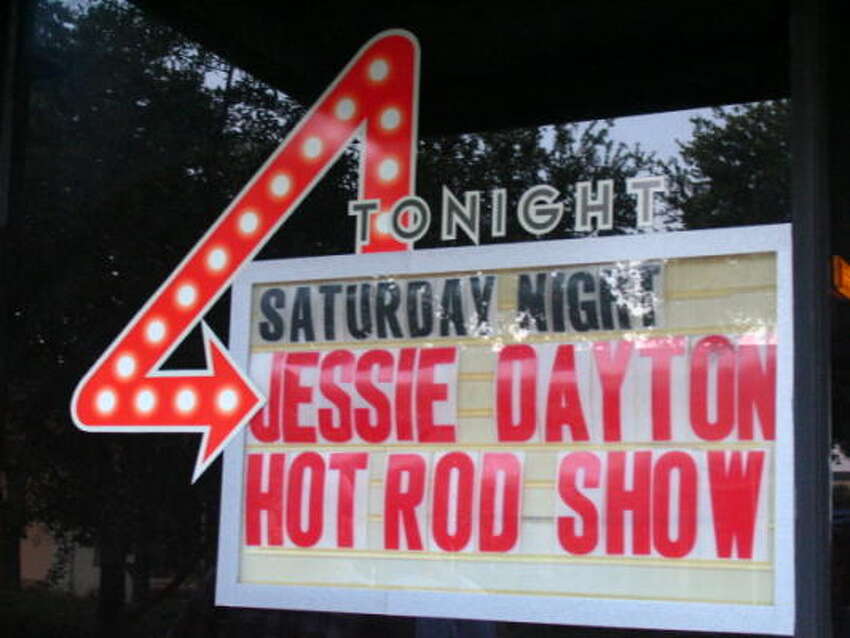 TONIGHT
SATURDAY NIGHT
JESSIE DAYTON
HOT ROD SHOW